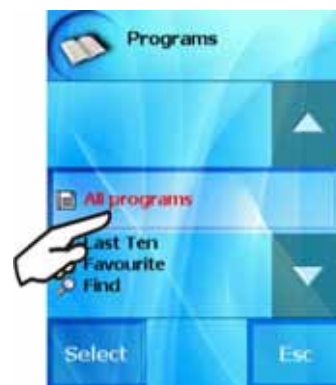 Programs
All programs
Last Ten
Favourite
Find
Select
Esc